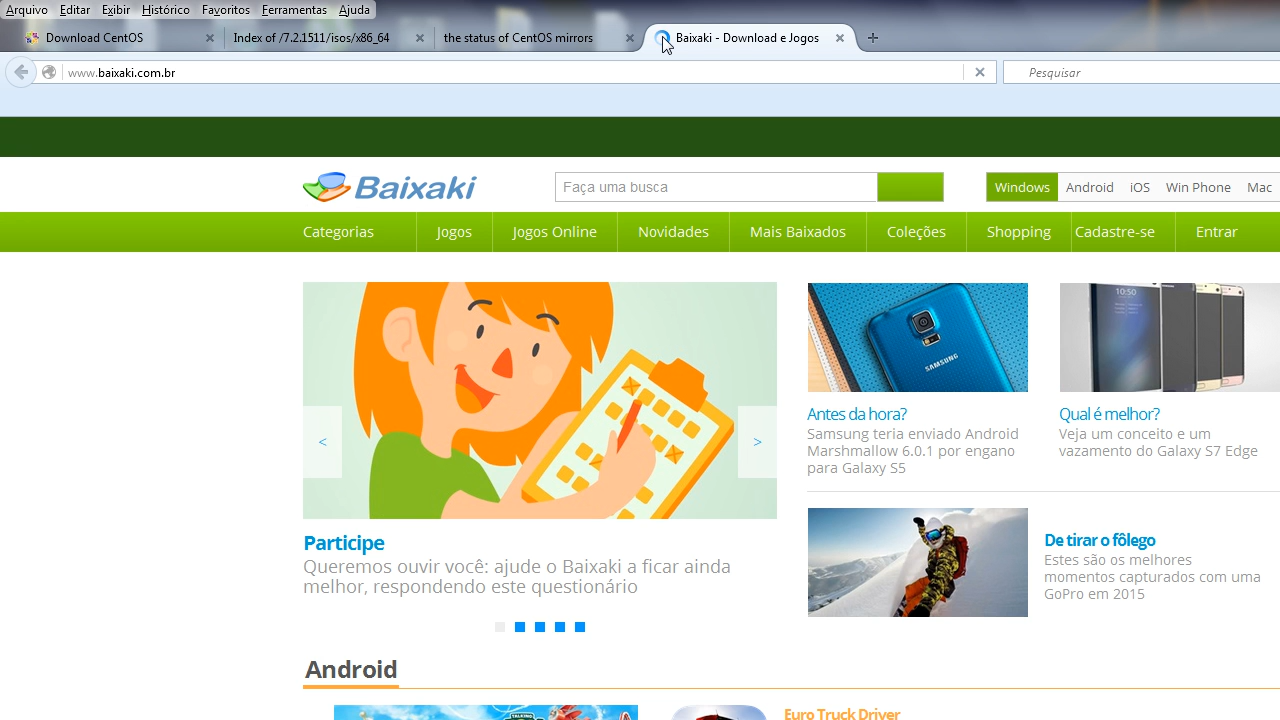 Arquivo Editar Exibir Histórico Favoritos Ferramentas Ajuda
Download CentOS
Index of /7.2.1511/isos/x86_64
the status of CentOS mirrors
Baixaki - Download e Jogos
www.baixaki.com.br
Pesquisar
Baixaki
Faça uma busca
Windows Android iOS Win Phone Mac
Categorias Jogos Jogos Online Novidades Mais Baixados Coleções Shopping Cadastre-se Entrar
<
>
Participe
Queremos ouvir você: ajude o Baixaki a ficar ainda
melhor, respondendo este questionário
SAMSUNG
Antes da hora?
Samsung teria enviado Android
Marshmallow 6.0.1 por engano
para Galaxy S5
10:50
Qual é melhor?
Veja um conceito e um
vazamento do Galaxy S7 Edge
De tirar o fôlego
Estes são os melhores
momentos capturados com uma
GoPro em 2015
Android
TALKING
Euro Truck Driver